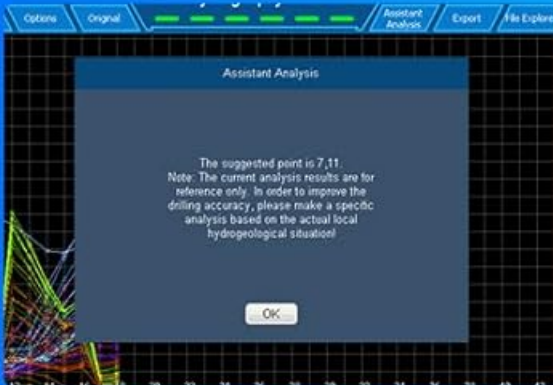 Options
Original
Assistant
Analysis
Export
File Explore
Assistant Analysis
The suggested point is 7,11.
Note: The current analysis results are for
reference only. In order to improve the
drilling accuracy, please make a specific
analysis based on the actual local
hydrogeological situation!
OK